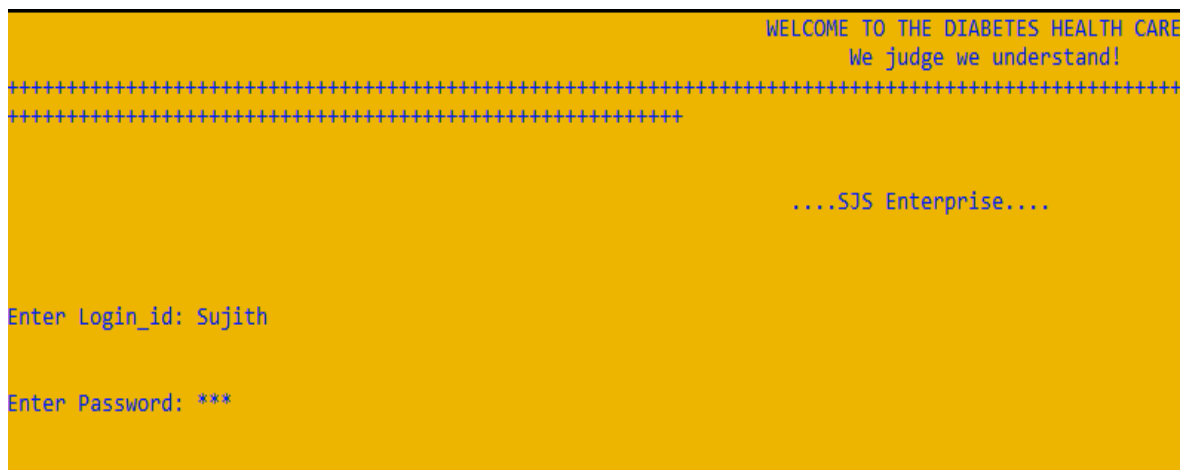 WELCOME TO THE DIABETES HEALTH CARE
We judge we understand!
++++++++++++++++++++++++++++++++++++++++++++++++++++++++++++++++++++++++++++++++++++++++++++++++++++
+++++++++++++++++++++++++++++++++++++++++++++++++++++++++
....SJS Enterprise....
Enter Login_id: Sujith
Enter Password: ***